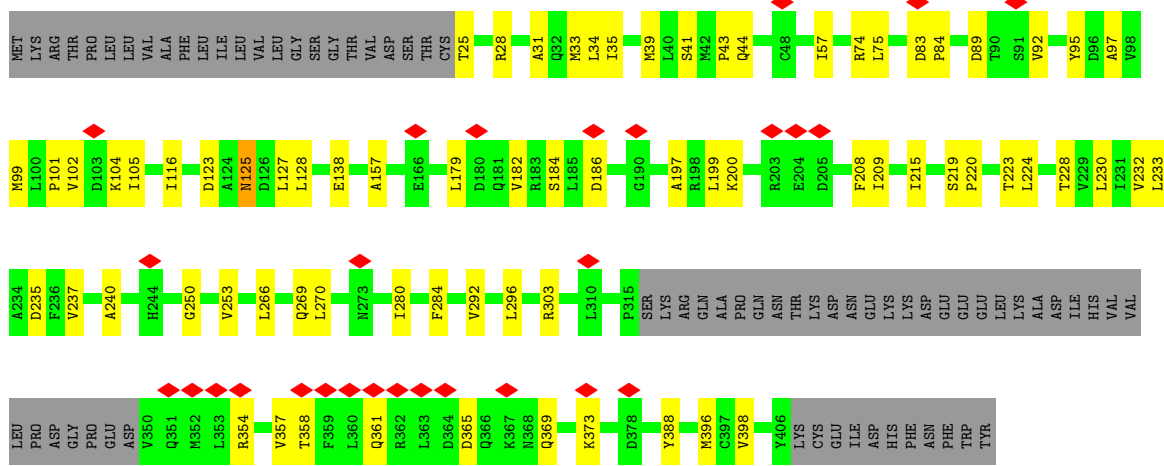 MET LYS ARG THR PRO LEU LEU VAL ALA PHE LEU ILE LEU VAL LEU GLY SER GLY THR VAL ASP SER THR CYS T25 R28 A31 Q32 M33 L34 I35 M39 L40 S41 M42 P43 Q44 C48 I57 R74 L75 D83 P84 D89 T90 S91 V92 Y95 D96 A97 V98
M99 L100 P101 V102 D103 K104 I105 I116 D123 A124 N125 D126 L127 L128 E138 A157 E166 L179 D180 Q181 V182 R183 S184 L185 D186 G190 A197 R198 L199 K200 R203 E204 D205 F208 I209 I215 S219 P220 T223 L224 T228 V229 L230 I231 V232 L233
A234 D235 F236 V237 A240 H244 G250 V253 L266 Q269 L270 N273 I280 F284 V292 L296 R303 L310 P315 SER LYS ARG GLN ALA PRO GLN ASN THR LYS ASP ASN GLU LYS LYS ASP GLU GLU GLU LEU LYS ALA ASP ILE HIS VAL VAL
LEU PRO ASP GLY PRO GLU ASP V350 Q351 M352 L353 R354 V357 T358 F359 L360 Q361 R362 L363 D364 D365 Q366 K367 N368 Q369 K373 D378 Y388 M396 C397 V398 Y406 LYS CYS GLU ILE ASP HIS PHE ASN PHE TRP TYR